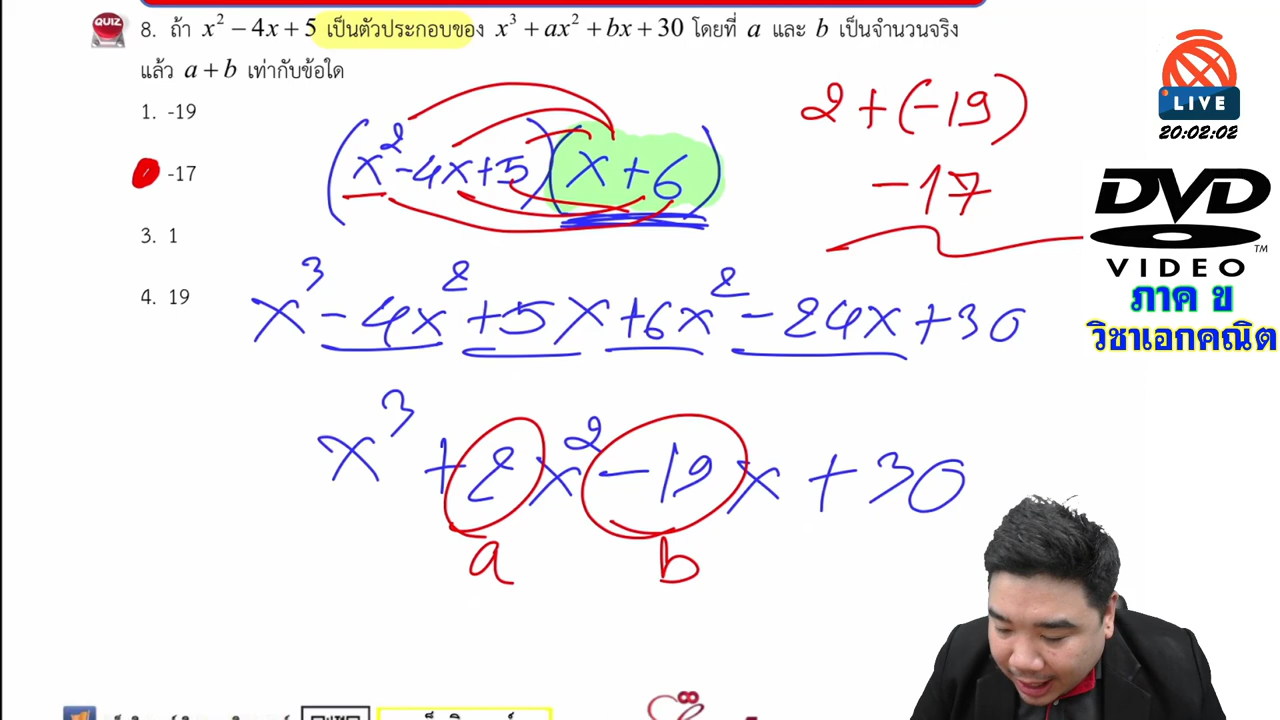 QUIZ
8. ถ้า x² − 4x + 5 เป็นตัวประกอบของ x³ + ax² + bx + 30 โดยที่ a และ b เป็นจำนวนจริง
แล้ว a + b เท่ากับข้อใด
1. -19
-17
3. 1
4. 19
(x² - 4x + 5)(x + 6)
x³ - 4x² + 5x + 6x² - 24x + 30
x³ + 2x² - 19x + 30
a b
2 + (-19)
-17
LIVE
20:02:02
DVD
VIDEO TM
ภาค ข
วิชาเอกคณิต